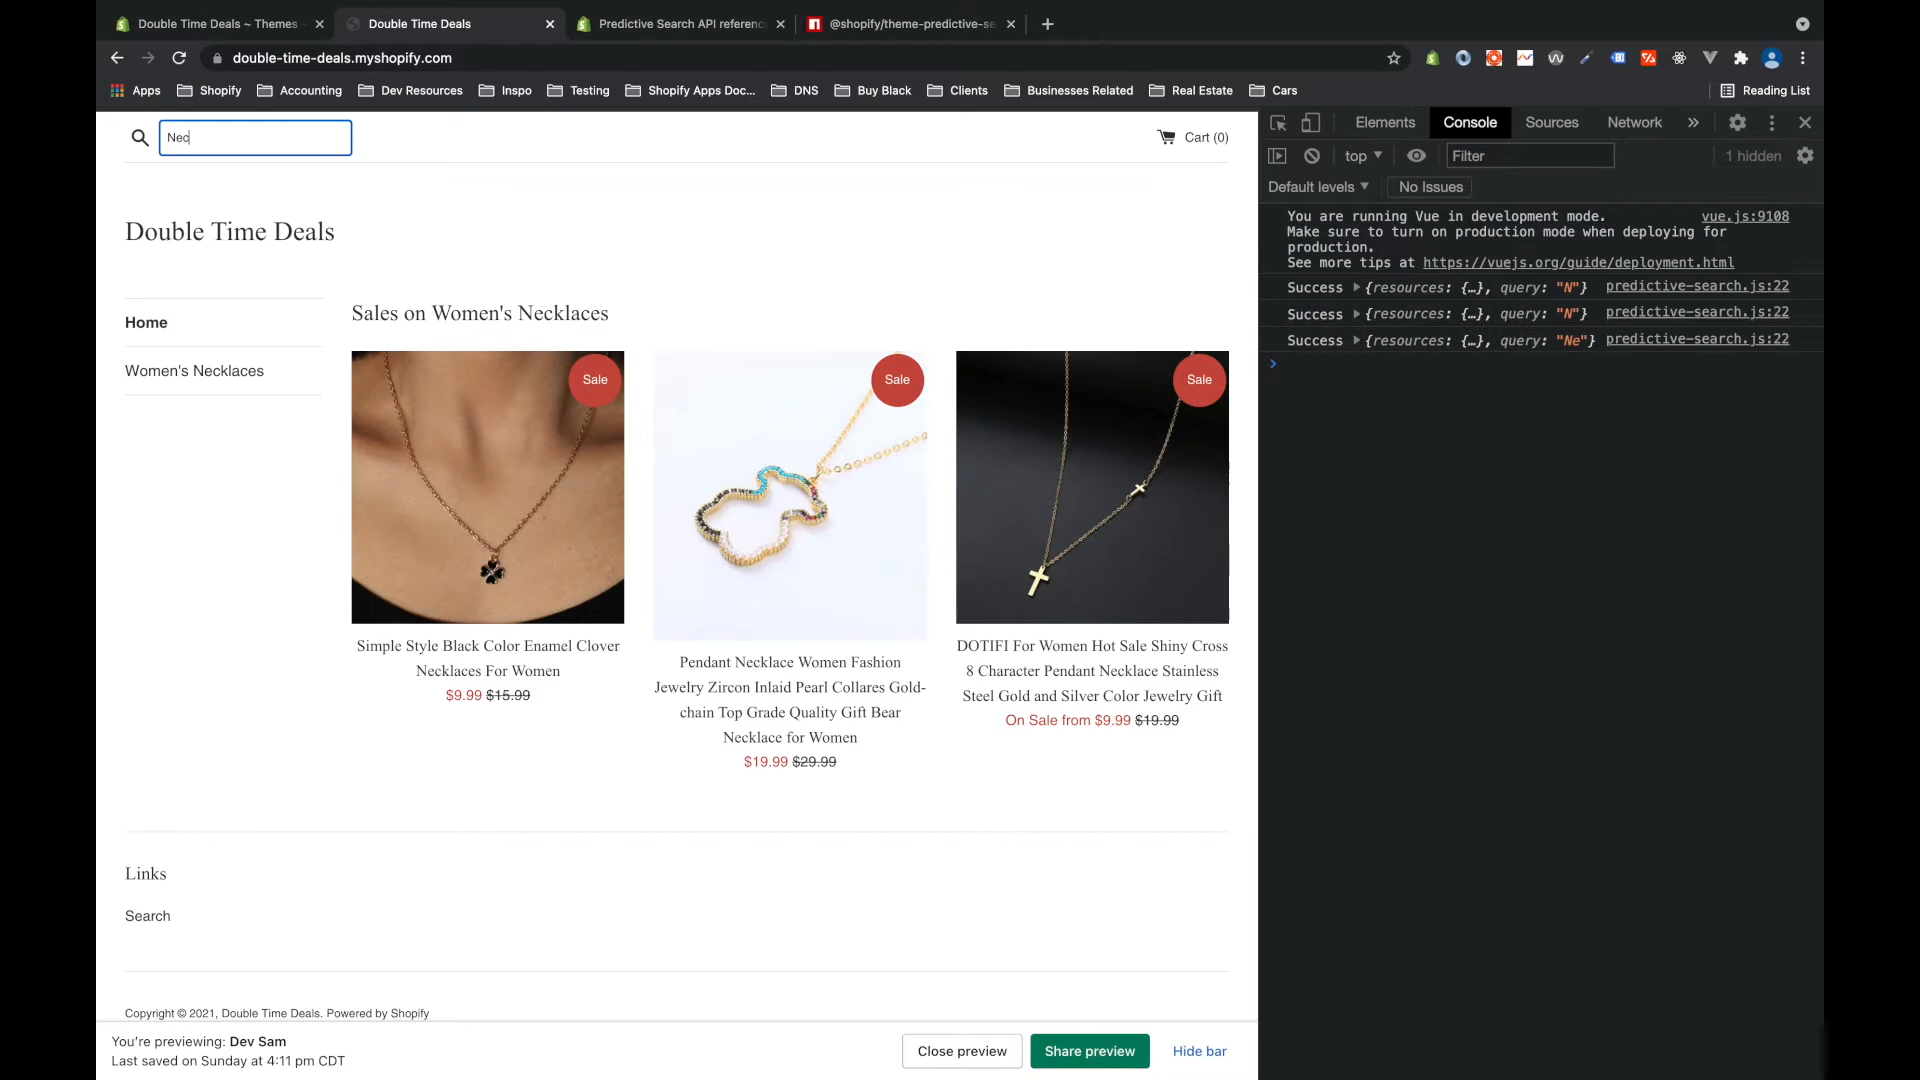 Double Time Deals ~ Themes
Double Time Deals
Predictive Search API referenc
@shopify/theme-predictive-se
double-time-deals.myshopify.com
Apps
Shopify
Accounting
Dev Resources
Inspo
Testing
Shopify Apps Doc...
DNS
Buy Black
Clients
Businesses Related
Real Estate
Cars
Reading List
Nec
Cart (0)
Double Time Deals
Home
Women's Necklaces
Sales on Women's Necklaces
Sale
Sale
Sale
Simple Style Black Color Enamel Clover
Necklaces For Women
$9.99 $15.99
Pendant Necklace Women Fashion
Jewelry Zircon Inlaid Pearl Collares Gold-
chain Top Grade Quality Gift Bear
Necklace for Women
$19.99 $29.99
DOTIFI For Women Hot Sale Shiny Cross
8 Character Pendant Necklace Stainless
Steel Gold and Silver Color Jewelry Gift
On Sale from $9.99 $19.99
Links
Search
Copyright © 2021, Double Time Deals. Powered by Shopify
You're previewing: Dev Sam
Last saved on Sunday at 4:11 pm CDT
Close preview
Share preview
Hide bar
Elements
Console
Sources
Network
top
Filter
1 hidden
Default levels
No Issues
You are running Vue in development mode. vue.js:9108
Make sure to turn on production mode when deploying for
production.
See more tips at https://vuejs.org/guide/deployment.html
Success {resources: {…}, query: "N"} predictive-search.js:22
Success {resources: {…}, query: "N"} predictive-search.js:22
Success {resources: {…}, query: "Ne"} predictive-search.js:22